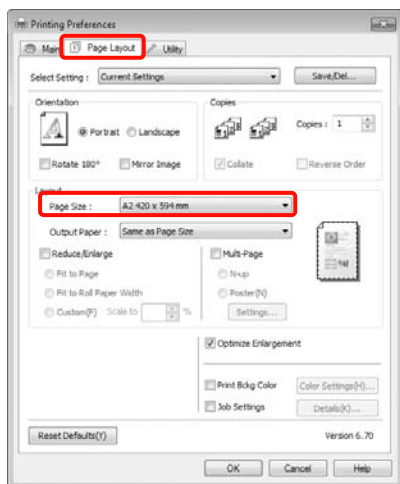 Printing Preferences
Main Page Layout Utility
Select Setting : Current Settings Save/Del...
Orientation
Portrait Landscape
Rotate 180° Mirror Image
Copies
Copies : 1
Collate Reverse Order
Layout
Page Size : A2 420 x 594 mm
Output Paper : Same as Page Size
Reduce/Enlarge
Fit to Page
Fit to Roll Paper Width
Custom(F) Scale to %
Multi-Page
N-up
Poster(N)
Settings...
Optimize Enlargement
Print Bckg Color Color Settings(H)...
Job Settings Details(K)...
Reset Defaults(Y) Version 6.70
OK Cancel Help